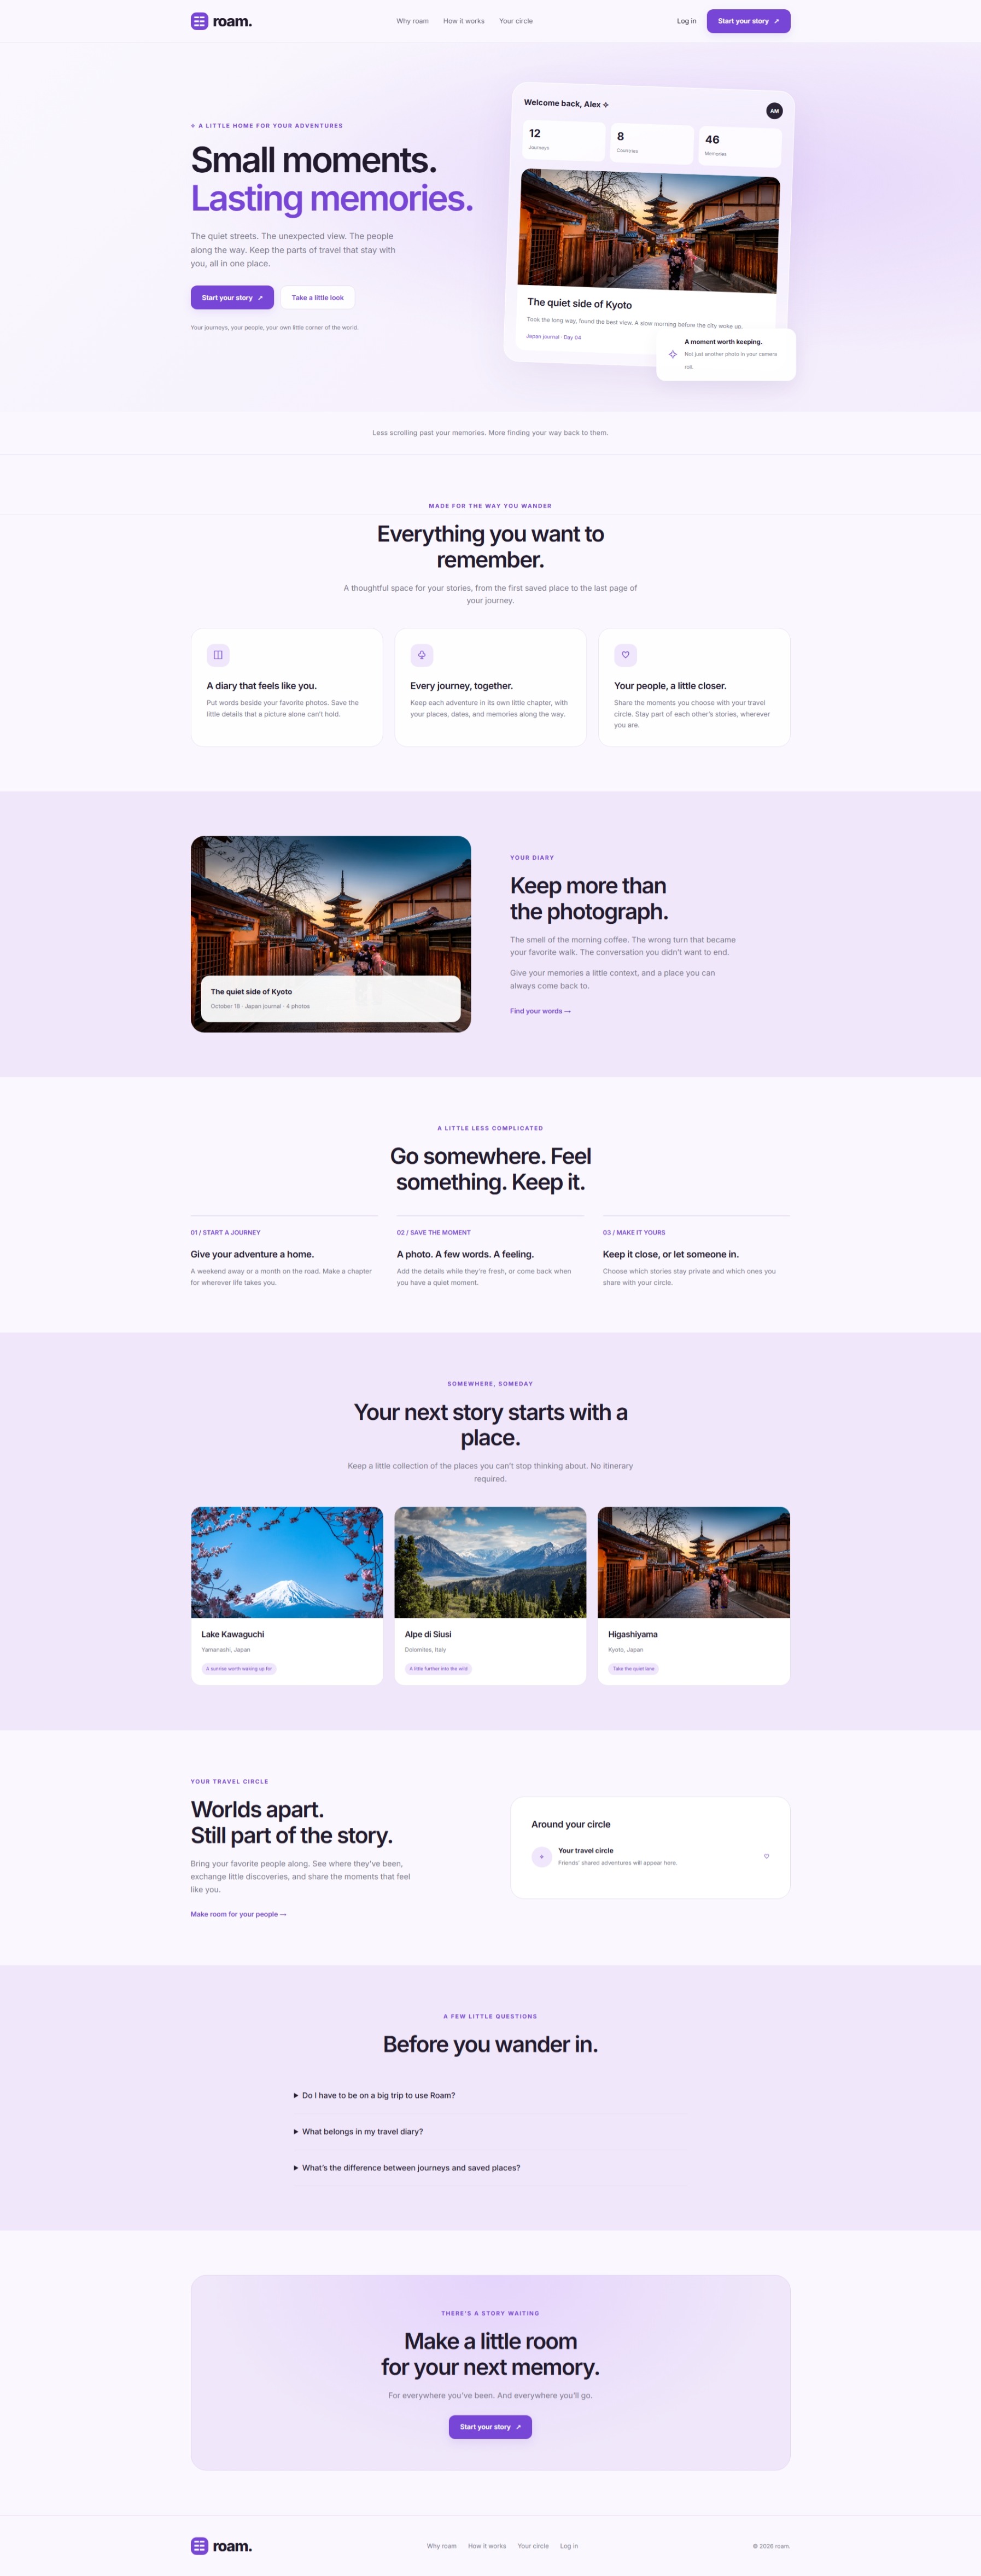 roam.
Why roam
How it works
Your circle
Log in
Start your story ↗
✧ A LITTLE HOME FOR YOUR ADVENTURES
Small moments.
Lasting memories.
The quiet streets. The unexpected view. The people
along the way. Keep the parts of travel that stay with
you, all in one place.
Start your story ↗
Take a little look
Your journeys, your people, your own little corner of the world.
Welcome back, Alex ✧
AM
12
Journeys
8
Countries
46
Memories
The quiet side of Kyoto
Took the long way, found the best view. A slow morning before the city woke up.
Japan journal · Day 04
A moment worth keeping.
Not just another photo in your camera
roll.
Less scrolling past your memories. More finding your way back to them.
MADE FOR THE WAY YOU WANDER
Everything you want to
remember.
A thoughtful space for your stories, from the first saved place to the last page of
your journey.
A diary that feels like you.
Put words beside your favorite photos. Save the
little details that a picture alone can't hold.
Every journey, together.
Keep each adventure in its own little chapter, with
your places, dates, and memories along the way.
Your people, a little closer.
Share the moments you choose with your travel
circle. Stay part of each other's stories, wherever
you are.
The quiet side of Kyoto
October 16 · Japan journal · 4 photos
YOUR DIARY
Keep more than
the photograph.
The smell of the morning coffee. The wrong turn that became
your favorite walk. The conversation you didn't want to end.
Give your memories a little context, and a place you can
always come back to.
Find your words →
A LITTLE LESS COMPLICATED
Go somewhere. Feel
something. Keep it.
01 / START A JOURNEY
Give your adventure a home.
A weekend away or a month on the road. Make a chapter
for wherever life takes you.
02 / SAVE THE MOMENT
A photo. A few words. A feeling.
Add the details while they're fresh, or come back when
you have a quiet moment.
03 / MAKE IT YOURS
Keep it close, or let someone in.
Choose which stories stay private and which ones you
share with your circle.
SOMEWHERE, SOMEDAY
Your next story starts with a
place.
Keep a little collection of the places you can't stop thinking about. No itinerary
required.
Lake Kawaguchi
Yamanashi, Japan
A sunrise worth waking up for
Alpe di Siusi
Dolomites, Italy
A little further into the wild
Higashiyama
Kyoto, Japan
Take the quiet lane
YOUR TRAVEL CIRCLE
Worlds apart.
Still part of the story.
Bring your favorite people along. See where they've been,
exchange little discoveries, and share the moments that feel
like you.
Make room for your people →
Around your circle
Your travel circle
Friends' shared adventures will appear here.
A FEW LITTLE QUESTIONS
Before you wander in.
Do I have to be on a big trip to use Roam?
What belongs in my travel diary?
What's the difference between journeys and saved places?
THERE'S A STORY WAITING
Make a little room
for your next memory.
For everywhere you've been. And everywhere you'll go.
Start your story ↗
roam.
Why roam
How it works
Your circle
Log in
© 2026 roam.